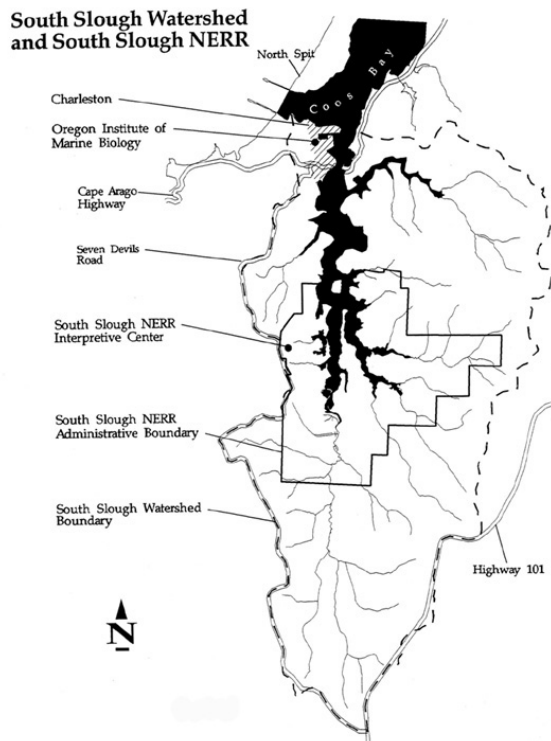 South Slough Watershed
and South Slough NERR
North Spit
Coos Bay
Charleston
Oregon Institute of
Marine Biology
Cape Arago
Highway
Seven Devils
Road
South Slough NERR
Interpretive Center
South Slough NERR
Administrative Boundary
South Slough Watershed
Boundary
Highway 101
N